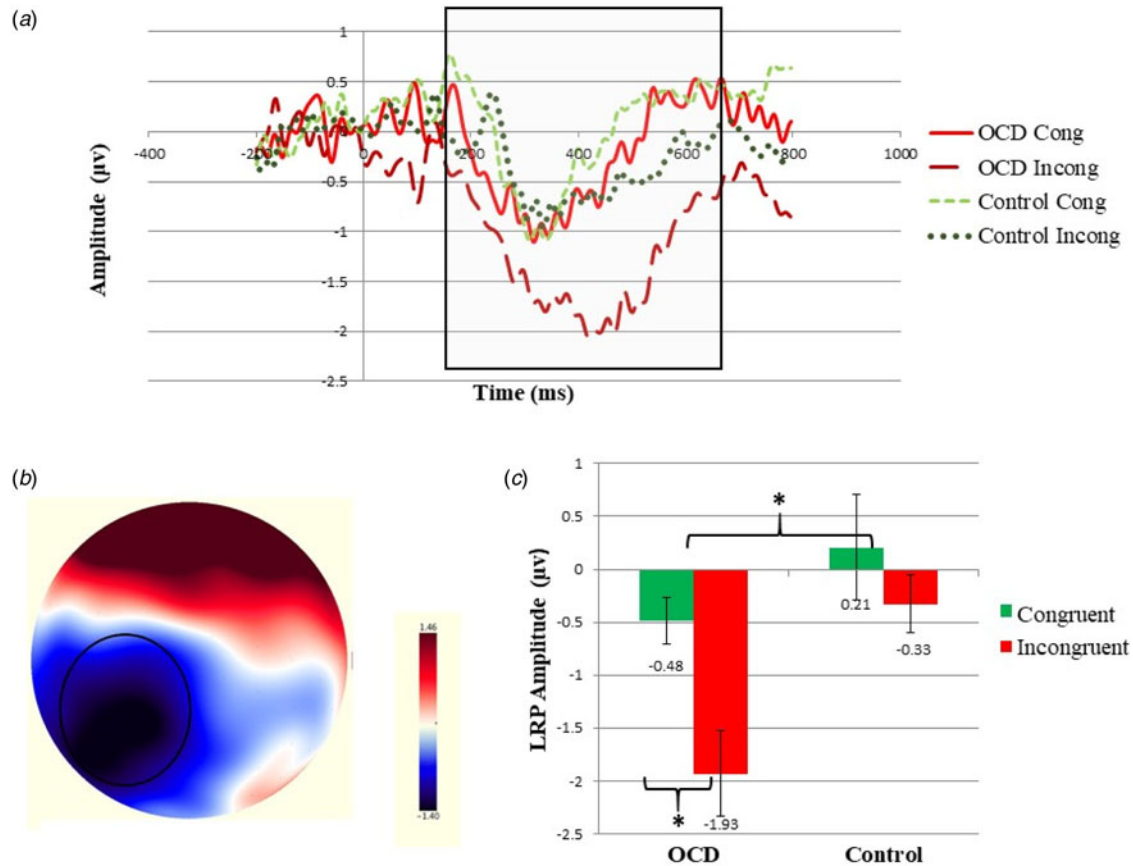 (a)
1
0.5
0
-0.5
-1
-1.5
-2
-2.5
-400
-200
0
200
400
600
800
1000
Amplitude (μv)
Time (ms)
OCD Cong
OCD Incong
Control Cong
Control Incong
(b)
1.46
-1.40
(c)
1
0.5
0
-0.5
-1
-1.5
-2
-2.5
LRP Amplitude (μv)
*
0.21
-0.48
-0.33
*
-1.93
OCD
Control
Congruent
Incongruent